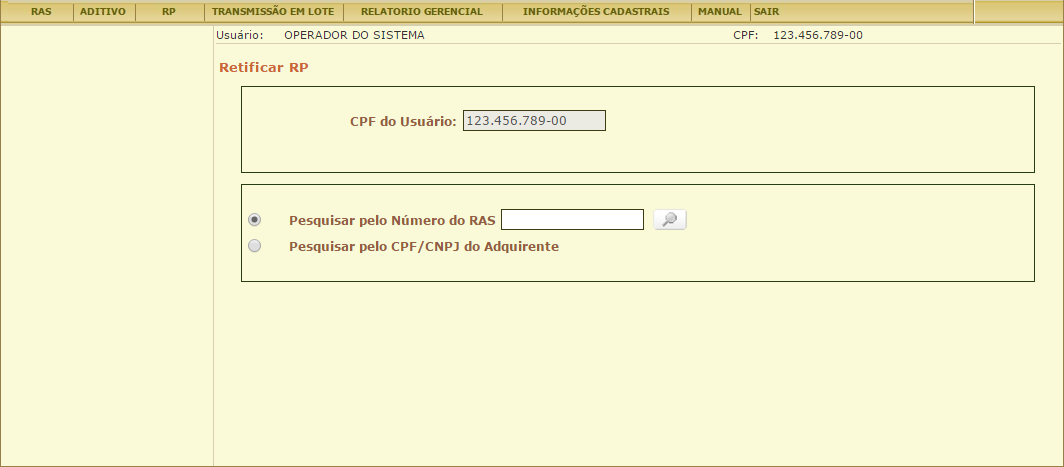 RAS ADITIVO RP TRANSMISSÃO EM LOTE RELATORIO GERENCIAL INFORMAÇÕES CADASTRAIS MANUAL SAIR
Usuário: OPERADOR DO SISTEMA CPF: 123.456.789-00
Retificar RP
CPF do Usuário: 123.456.789-00
Pesquisar pelo Número do RAS
Pesquisar pelo CPF/CNPJ do Adquirente